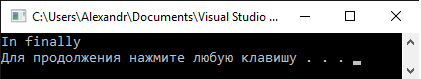 C:\Users\Alexandr\Documents\Visual Studio ...
In finally
Для продолжения нажмите любую клавишу . . .